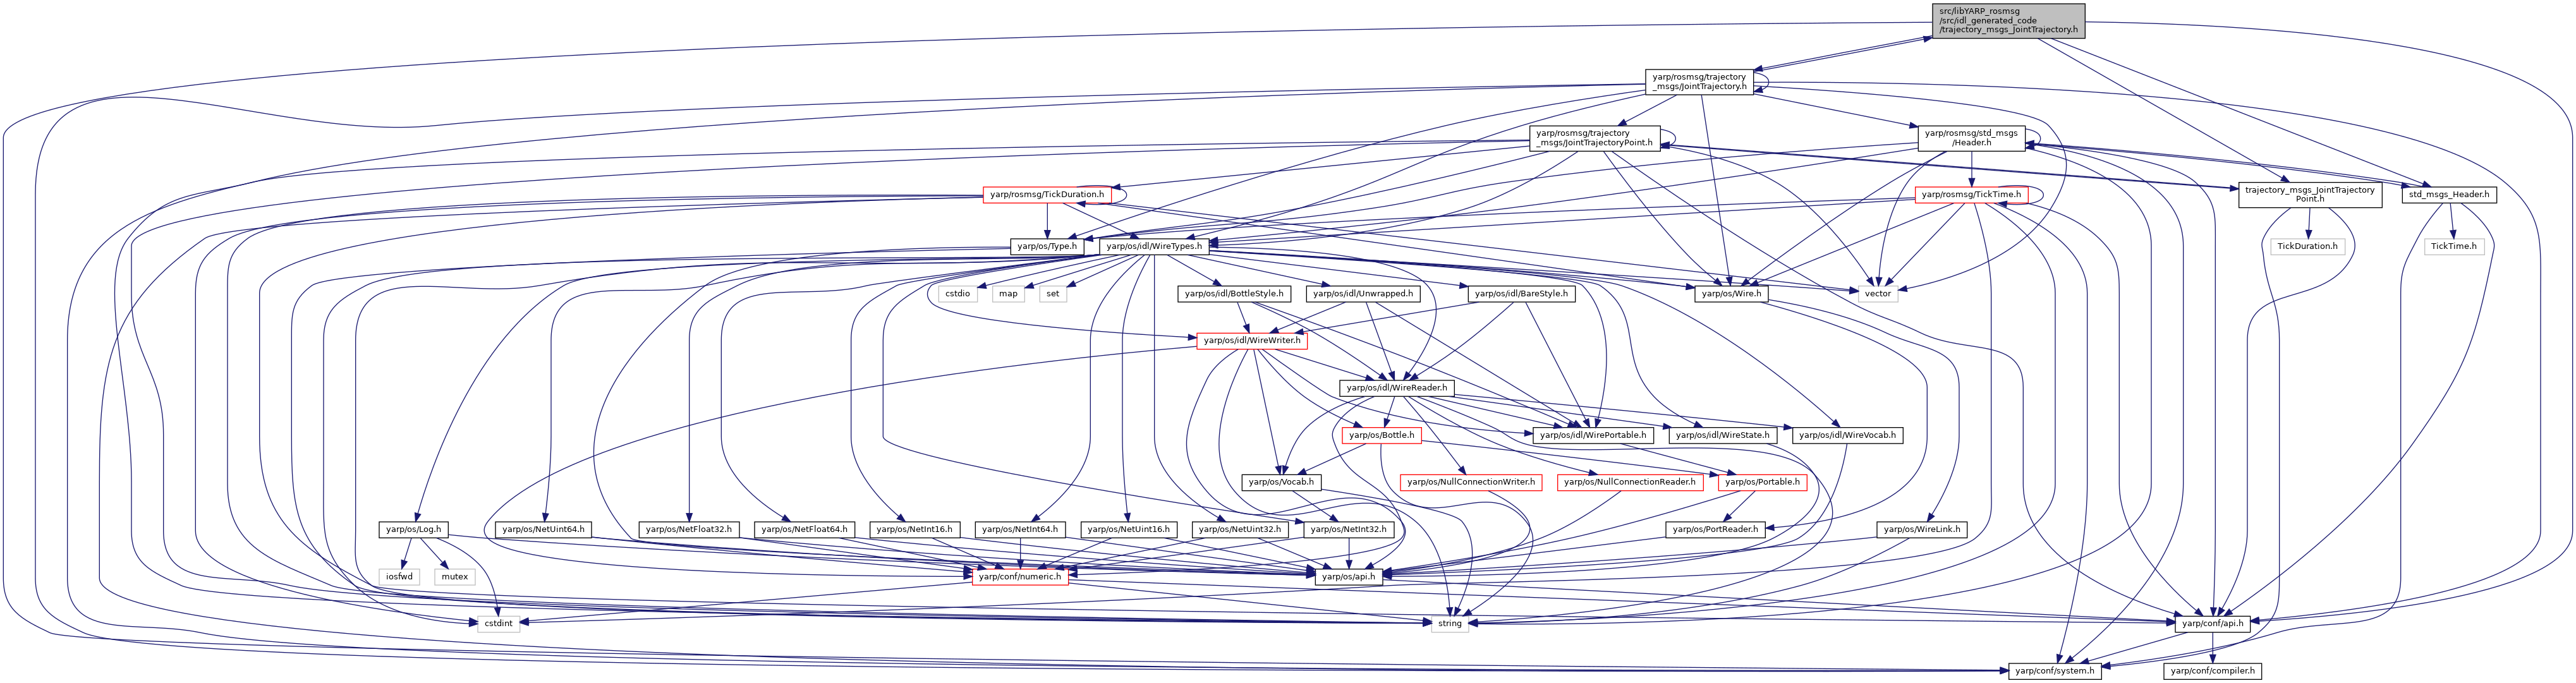 src/libYARP_rosmsg
/src/idl_generated_code
/trajectory_msgs_JointTrajectory.h
yarp/rosmsg/trajectory
_msgs/JointTrajectory.h
yarp/rosmsg/trajectory
_msgs/JointTrajectoryPoint.h
yarp/rosmsg/std_msgs
/Header.h
yarp/rosmsg/TickDuration.h
yarp/rosmsg/TickTime.h
trajectory_msgs_JointTrajectory
Point.h
std_msgs_Header.h
yarp/os/Type.h
yarp/os/idl/WireTypes.h
TickDuration.h
TickTime.h
cstdio
map
set
yarp/os/idl/BottleStyle.h
yarp/os/idl/Unwrapped.h
yarp/os/idl/BareStyle.h
yarp/os/Wire.h
vector
yarp/os/idl/WireWriter.h
yarp/os/idl/WireReader.h
yarp/os/Bottle.h
yarp/os/idl/WirePortable.h
yarp/os/idl/WireState.h
yarp/os/idl/WireVocab.h
yarp/os/Vocab.h
yarp/os/NullConnectionWriter.h
yarp/os/NullConnectionReader.h
yarp/os/Portable.h
yarp/os/Log.h
yarp/os/NetUint64.h
yarp/os/NetFloat32.h
yarp/os/NetFloat64.h
yarp/os/NetInt16.h
yarp/os/NetInt64.h
yarp/os/NetUint16.h
yarp/os/NetUint32.h
yarp/os/NetInt32.h
yarp/os/PortReader.h
yarp/os/WireLink.h
iosfwd
mutex
yarp/conf/numeric.h
yarp/os/api.h
cstdint
string
yarp/conf/api.h
yarp/conf/system.h
yarp/conf/compiler.h